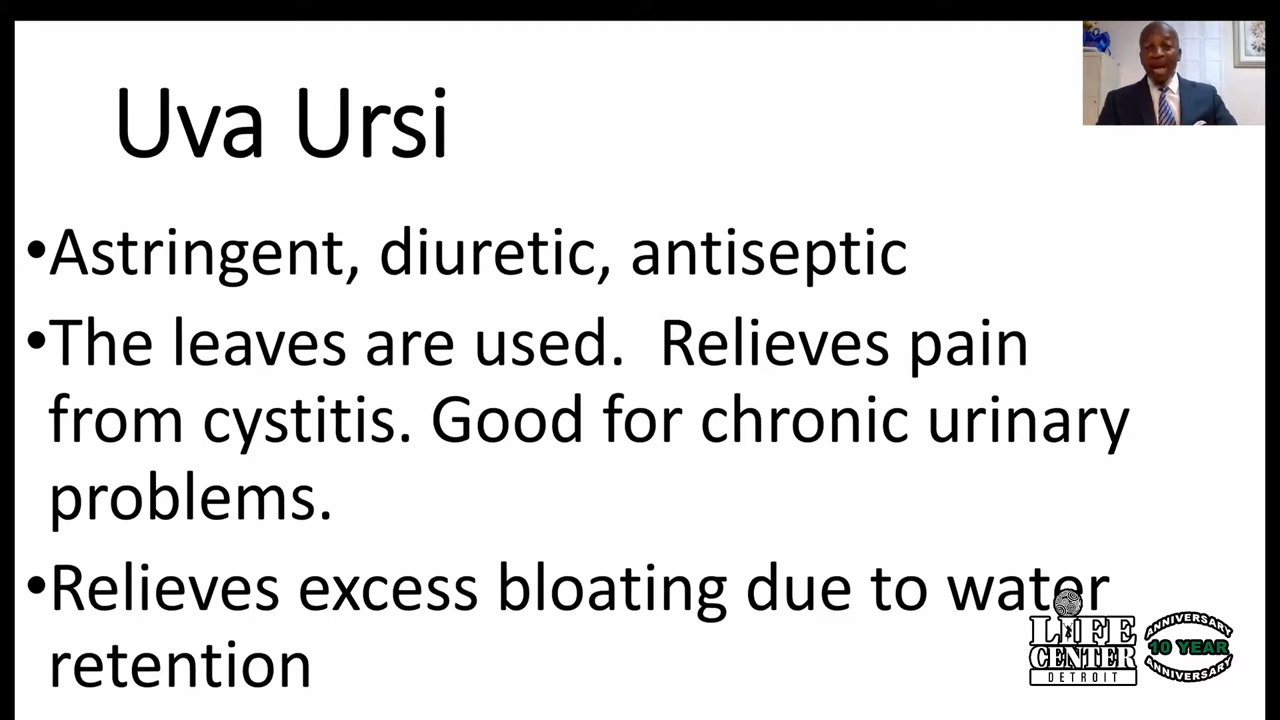 Uva Ursi
•Astringent, diuretic, antiseptic
•The leaves are used.  Relieves pain
from cystitis. Good for chronic urinary
problems.
•Relieves excess bloating due to water
retention
LIFE
CENTER
DETROIT
ANNIVERSARY
10 YEAR
ANNIVERSARY